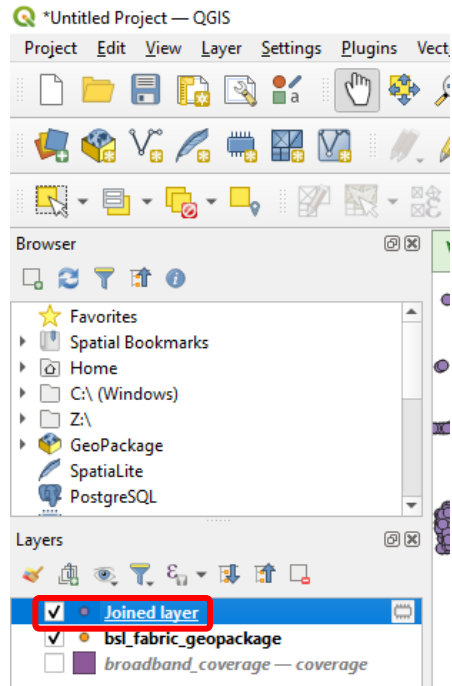 *Untitled Project — QGIS
Project Edit View Layer Settings Plugins Vect
a
Browser
Favorites
Spatial Bookmarks
Home
C:\ (Windows)
Z:\
GeoPackage
SpatiaLite
PostgreSQL
Layers
Joined layer
bsl_fabric_geopackage
broadband_coverage — coverage